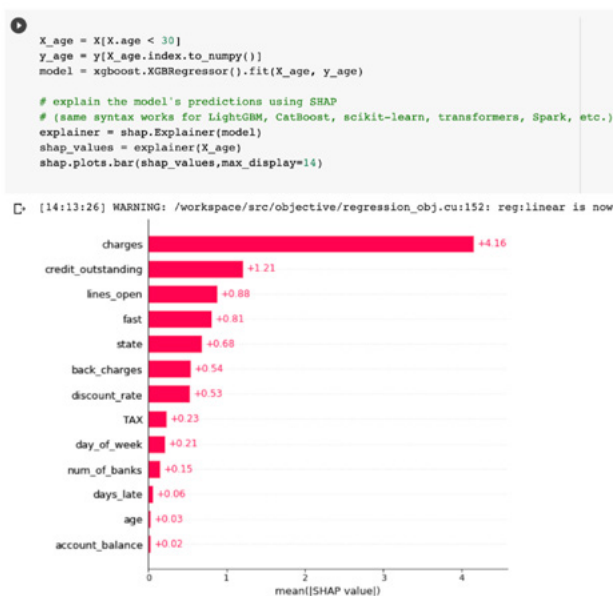 X_age = X[X.age < 30]
y_age = y[X_age.index.to_numpy()]
model = xgboost.XGBRegressor().fit(X_age, y_age)
# explain the model's predictions using SHAP
# (same syntax works for LightGBM, CatBoost, scikit-learn, transformers, Spark, etc.)
explainer = shap.Explainer(model)
shap_values = explainer(X_age)
shap.plots.bar(shap_values,max_display=14)
[14:13:26] WARNING: /workspace/src/objective/regression_obj.cu:152: reg:linear is now
charges +4.16
credit_outstanding +1.21
lines_open +0.88
fast +0.81
state +0.68
back_charges +0.54
discount_rate +0.53
TAX +0.23
day_of_week +0.21
num_of_banks +0.15
days_late +0.06
age +0.03
account_balance +0.02
0 1 2 3 4
mean(|SHAP value|)